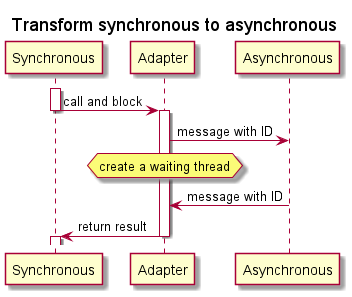 Transform synchronous to asynchronous
Synchronous Adapter Asynchronous
call and block
message with ID
create a waiting thread
message with ID
return result
Synchronous Adapter Asynchronous